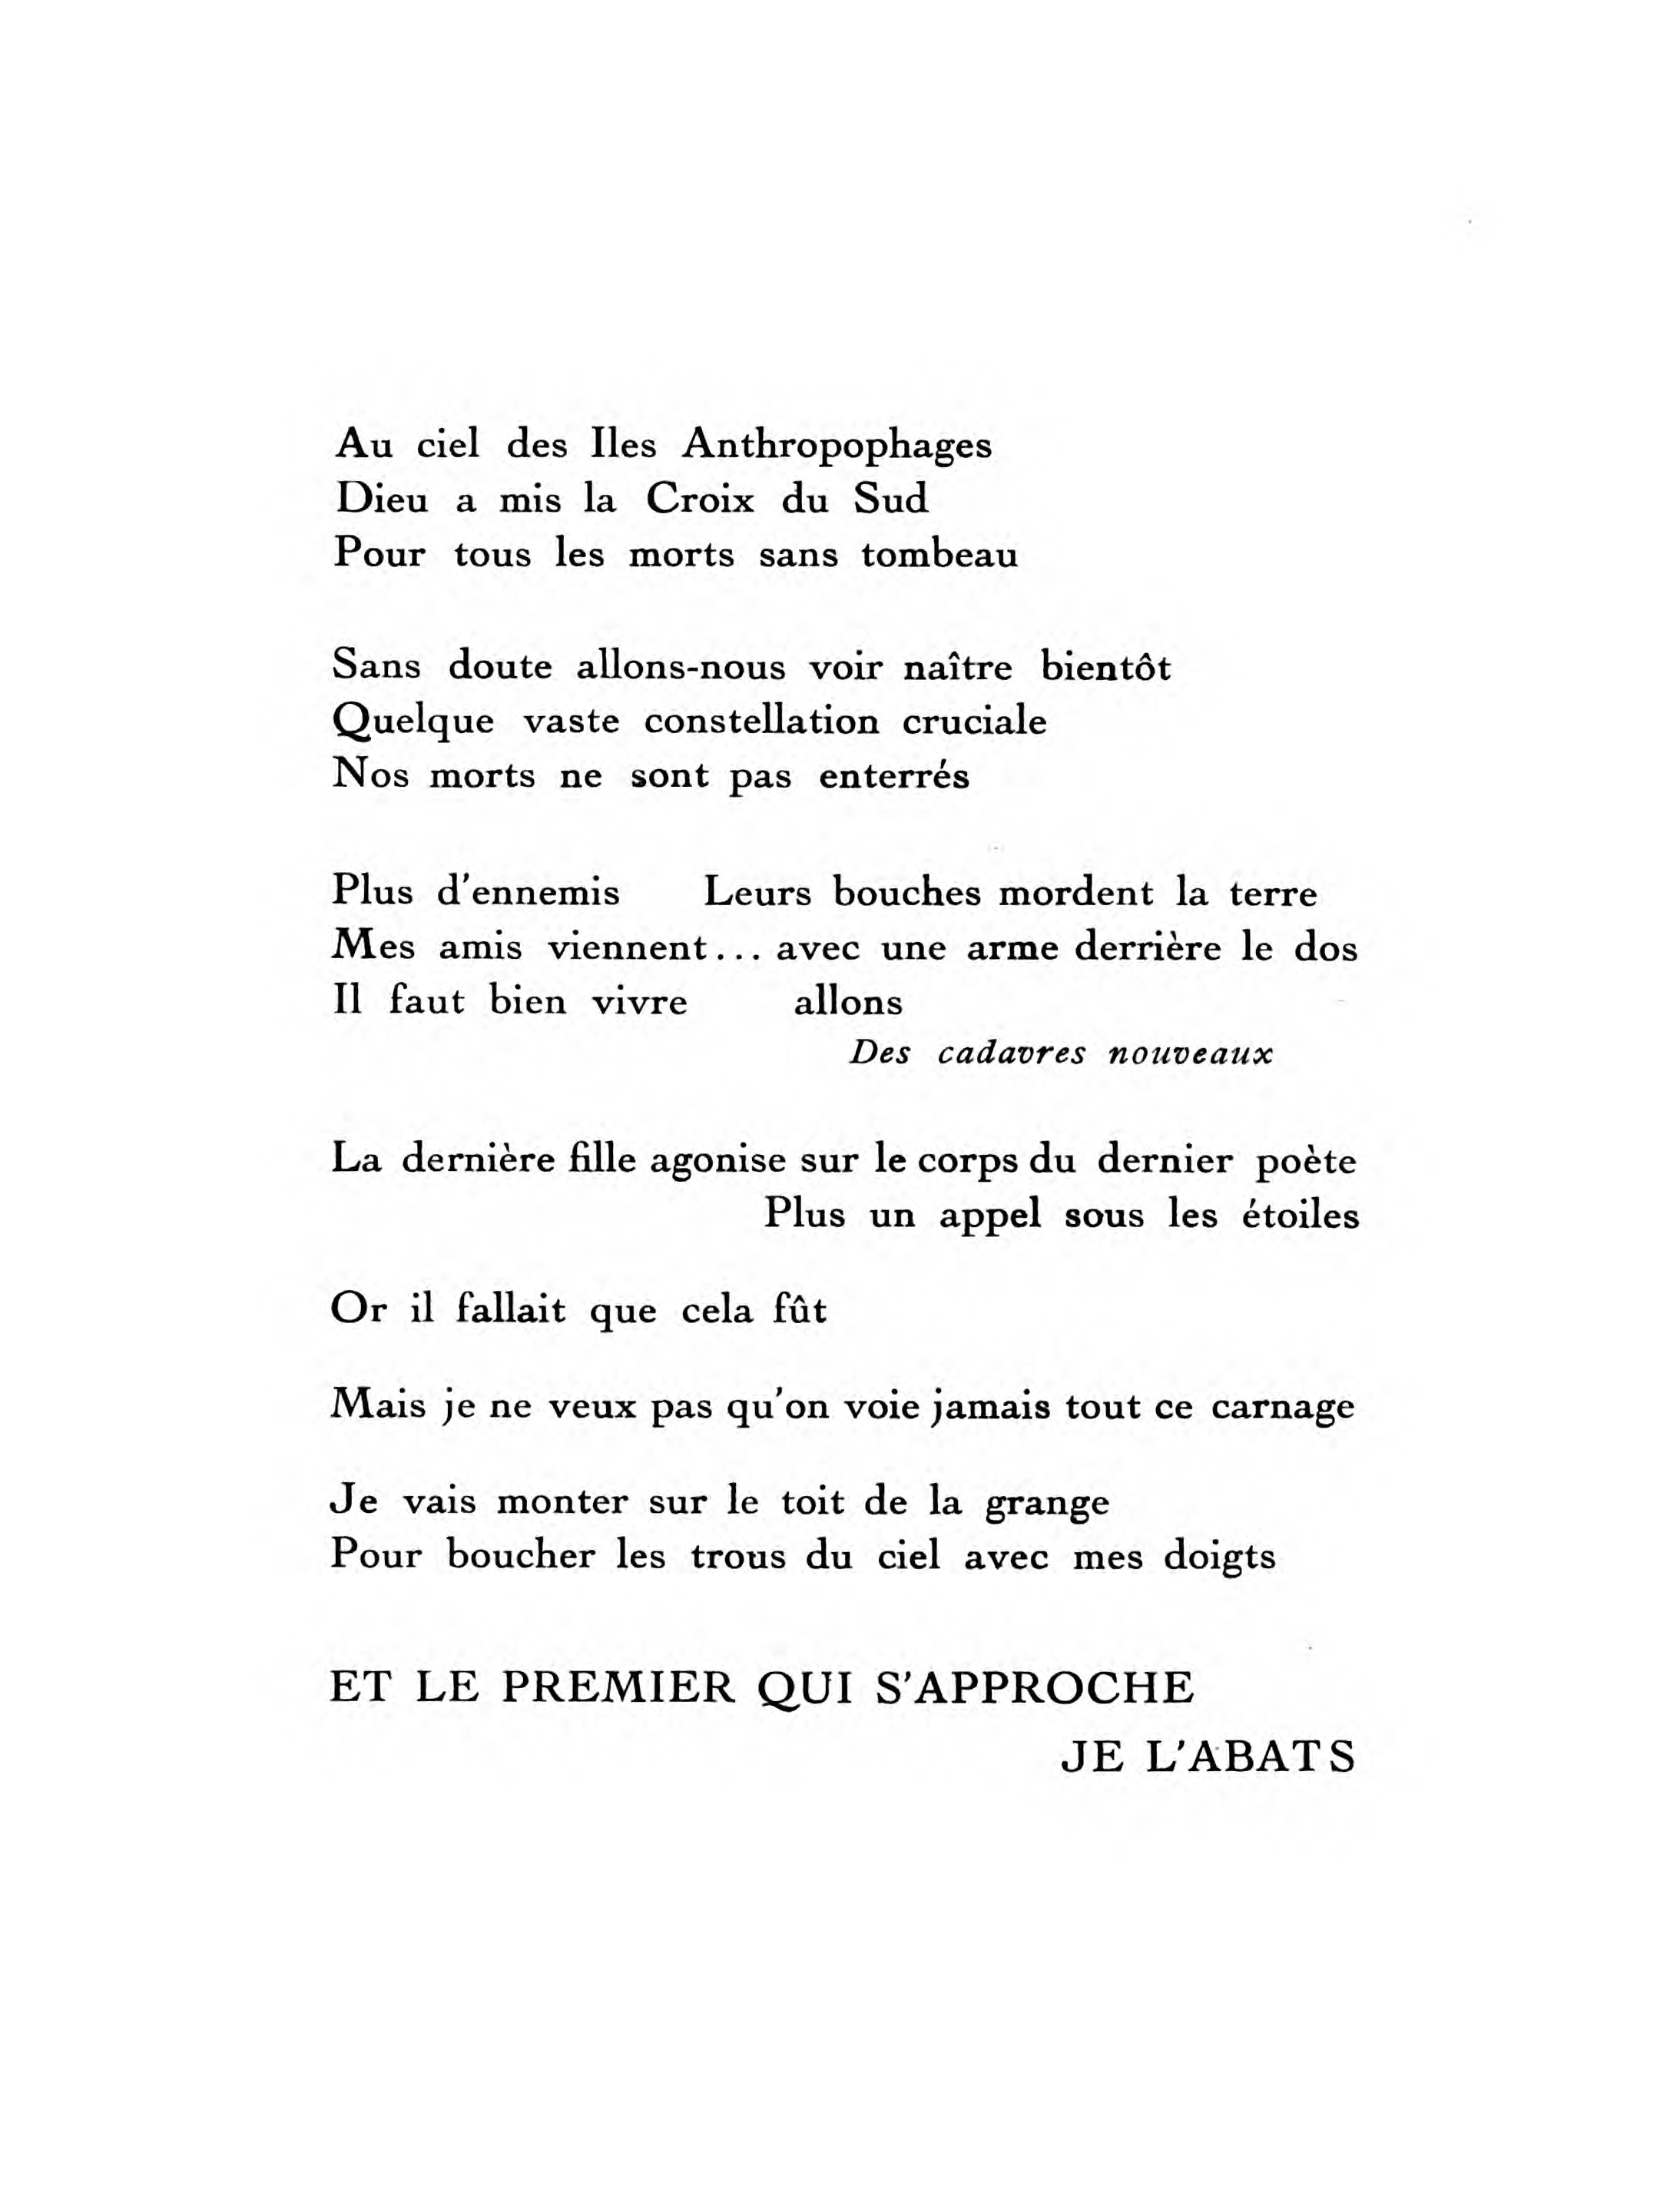 Au ciel des Iles Anthropophages
Dieu a mis la Croix du Sud
Pour tous les morts sans tombeau
Sans doute allons-nous voir naître bientôt
Quelque vaste constellation cruciale
Nos morts ne sont pas enterrés
Plus d'ennemis Leurs bouches mordent la terre
Mes amis viennent... avec une arme derrière le dos
Il faut bien vivre allons
Des cadavres nouveaux
La dernière fille agonise sur le corps du dernier poète
Plus un appel sous les étoiles
Or il fallait que cela fût
Mais je ne veux pas qu'on voie jamais tout ce carnage
Je vais monter sur le toit de la grange
Pour boucher les trous du ciel avec mes doigts
ET LE PREMIER QUI S'APPROCHE
JE L'ABATS